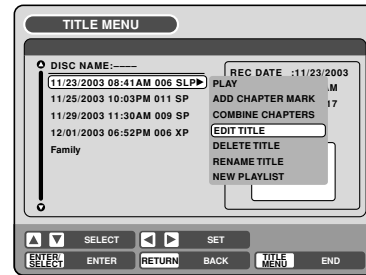 TITLE MENU
DISC NAME:----
11/23/2003 08:41AM 006 SLP
11/25/2003 10:03PM 011 SP
11/29/2003 11:30AM 009 SP
12/01/2003 06:52PM 006 XP
Family
REC DATE :11/23/2003
AM
17
PLAY
ADD CHAPTER MARK
COMBINE CHAPTERS
EDIT TITLE
DELETE TITLE
RENAME TITLE
NEW PLAYLIST
SELECT SET
ENTER/SELECT ENTER RETURN BACK TITLE MENU END